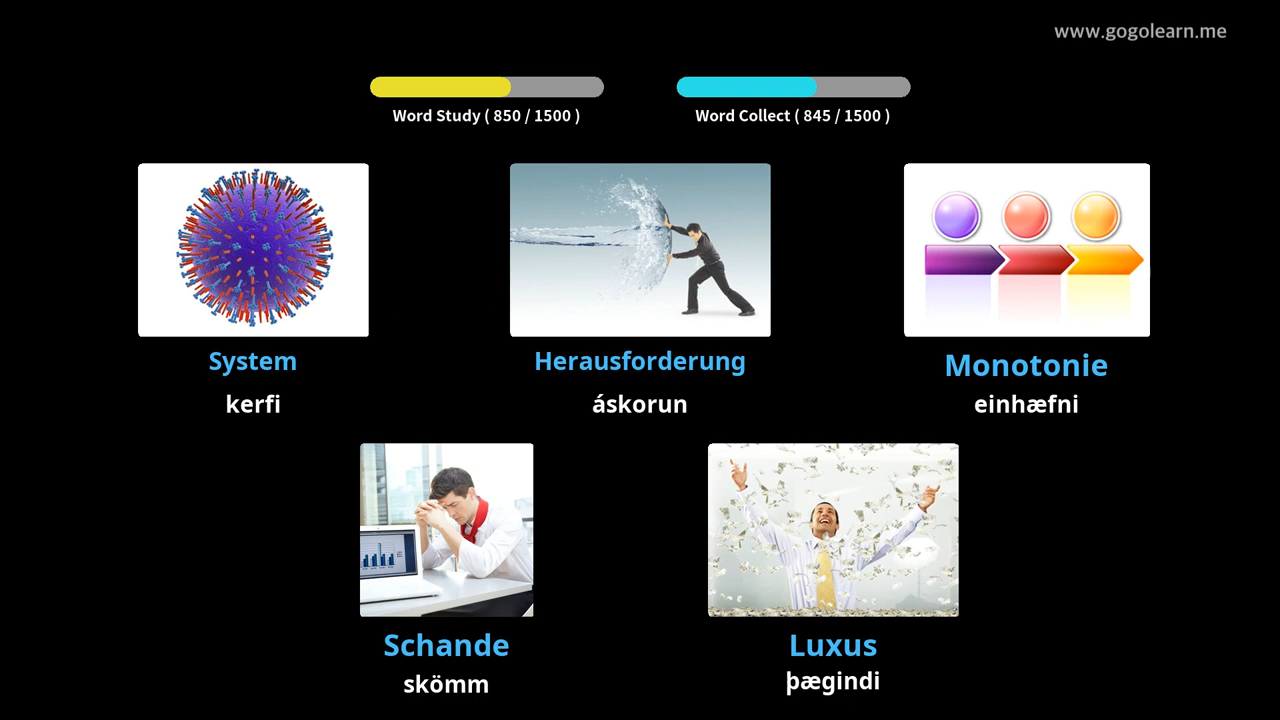 www.gogolearn.me
Word Study ( 850 / 1500 )
Word Collect ( 845 / 1500 )
System
Herausforderung
Monotonie
kerfi
áskorun
einhæfni
Schande
Luxus
skömm
þægindi